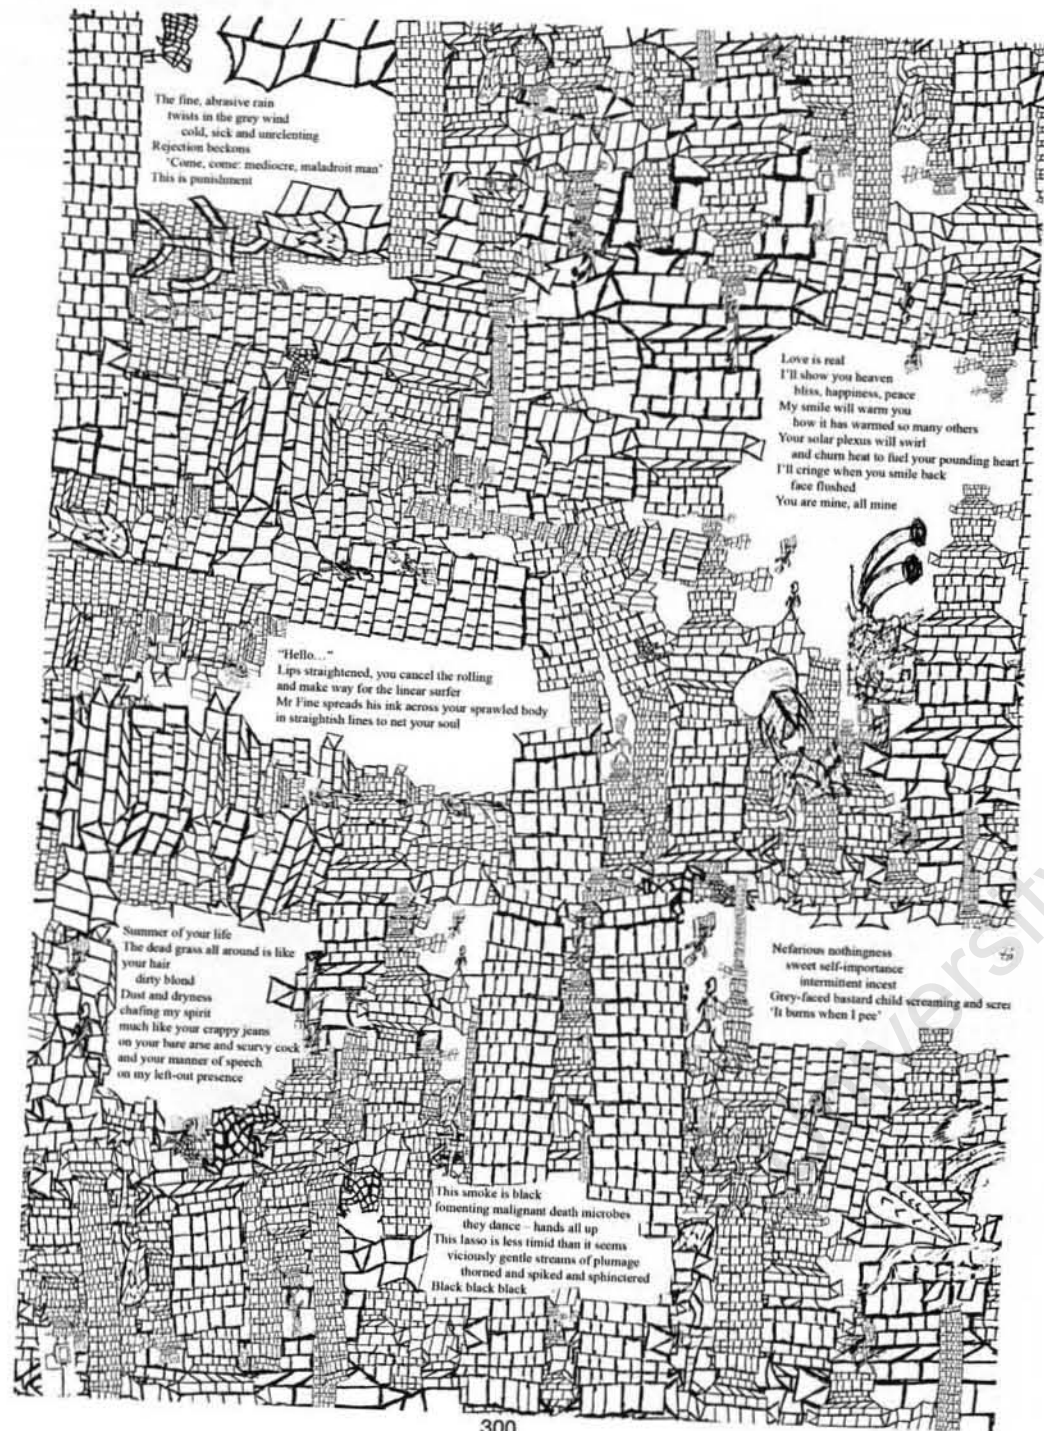 The fine, abrasive rain
twists in the grey wind
cold, sick and unrelenting
Rejection beckons
'Come, come: mediocre, maladroit man'
This is punishment
Love is real
I'll show you heaven
bliss, happiness, peace
My smile will warm you
how it has warmed so many others
Your solar plexus will swirl
and churn heat to fuel your pounding heart
I'll cringe when you smile back
face flushed
You are mine, all mine
"Hello…"
Lips straightened, you cancel the rolling
and make way for the linear surfer
Mr Fine spreads his ink across your sprawled body
in straightish lines to net your soul
Summer of your life
The dead grass all around is like
your hair
dirty blond
Dust and dryness
chafing my spirit
much like your crappy jeans
on your bare arse and scurvy cock
and your manner of speech
on my left-out presence
Nefarious nothingness
sweet self-importance
intermittent incest
Grey-faced bastard child screaming and
'It burns when I pee'
This smoke is black
fomenting malignant death microbes
they dance – hands all up
This lasso is less timid than it seems
viciously gentle streams of plumage
thorned and spiked and sphinctered
Black black black
300